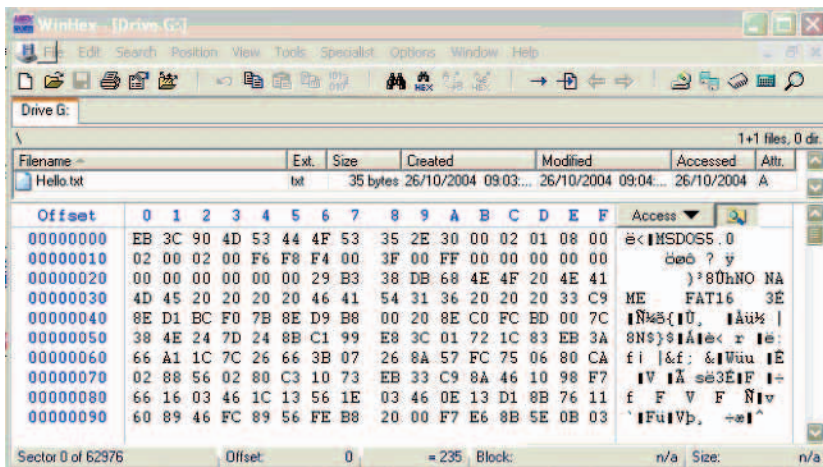 WinHex - [Drive G:]
File Edit Search Position View Tools Specialist Options Window Help
Drive G:
\
1+1 files, 0 dir.
Filename Ext. Size Created Modified Accessed Attr.
Hello.txt txt 35 bytes 26/10/2004 09:03:... 26/10/2004 09:04:... 26/10/2004 A
Offset 0 1 2 3 4 5 6 7 8 9 A B C D E F Access
00000000 EB 3C 90 4D 53 44 4F 53 35 2E 30 00 02 01 08 00 ë<MSDOS5.0
00000010 02 00 02 00 F6 F8 F4 00 3F 00 FF 00 00 00 00 00 öøô ? ÿ
00000020 00 00 00 00 00 00 29 B3 38 DB 68 4E 4F 20 4E 41 )³8ÛhNO NA
00000030 4D 45 20 20 20 20 46 41 54 31 36 20 20 20 33 C9 ME FAT16 3É
00000040 8E D1 BC F0 7B 8E D9 B8 00 20 8E C0 FC BD 00 7C
00000050 38 4E 24 7D 24 8B C1 99 E8 3C 01 72 1C 83 EB 3A
00000060 66 A1 1C 7C 26 66 3B 07 26 8A 57 FC 75 06 80 CA
00000070 02 88 56 02 80 C3 10 73 EB 33 C9 8A 46 10 98 F7
00000080 66 16 03 46 1C 13 56 1E 03 46 0E 13 D1 8B 76 11
00000090 60 89 46 FC 89 56 FE B8 20 00 F7 E6 8B 5E 0B 03
Sector 0 of 62976 Offset: 0 = 235 Block: n/a Size: n/a